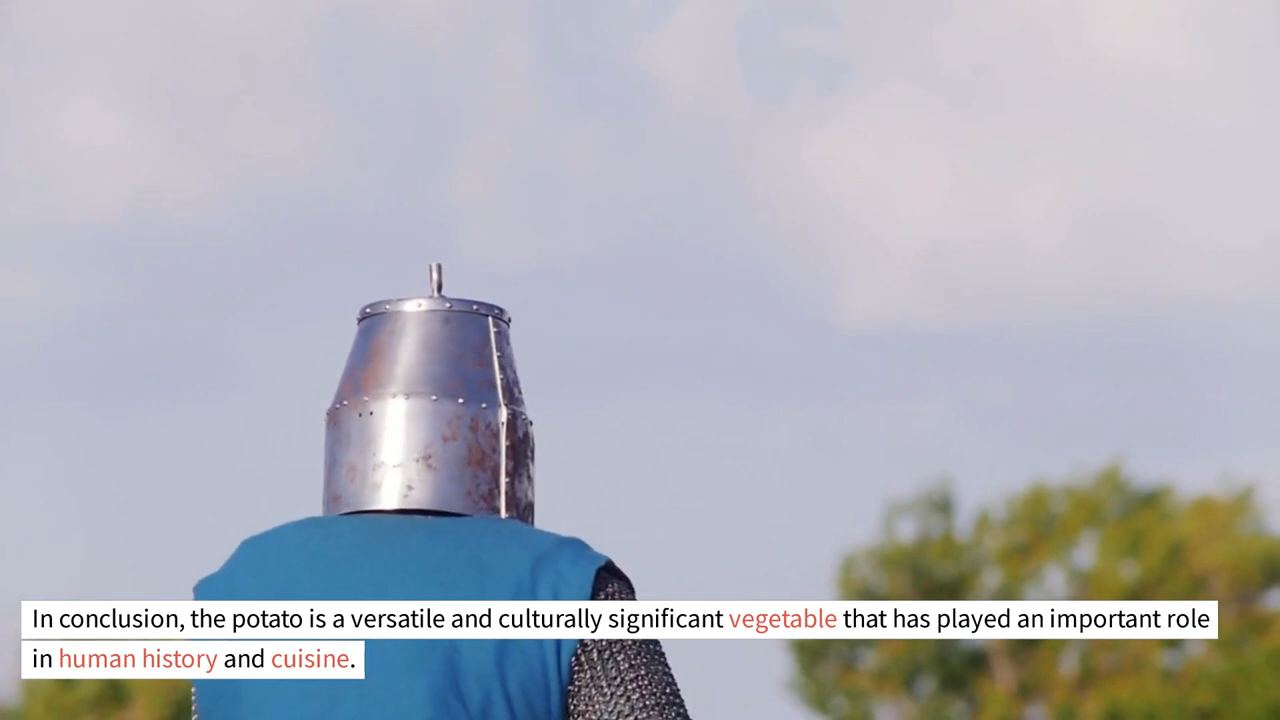 In conclusion, the potato is a versatile and culturally significant vegetable that has played an important role
in human history and cuisine.